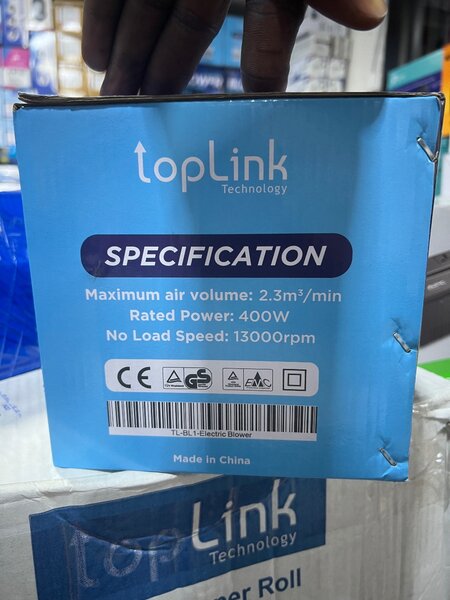 topLink
Technology
SPECIFICATION
Maximum air volume: 2.3m³/min
Rated Power: 400W
No Load Speed: 13000rpm
CE GS EMC
TL-BL1-Electric Blower
Made in China
topLink
Technology
er Roll